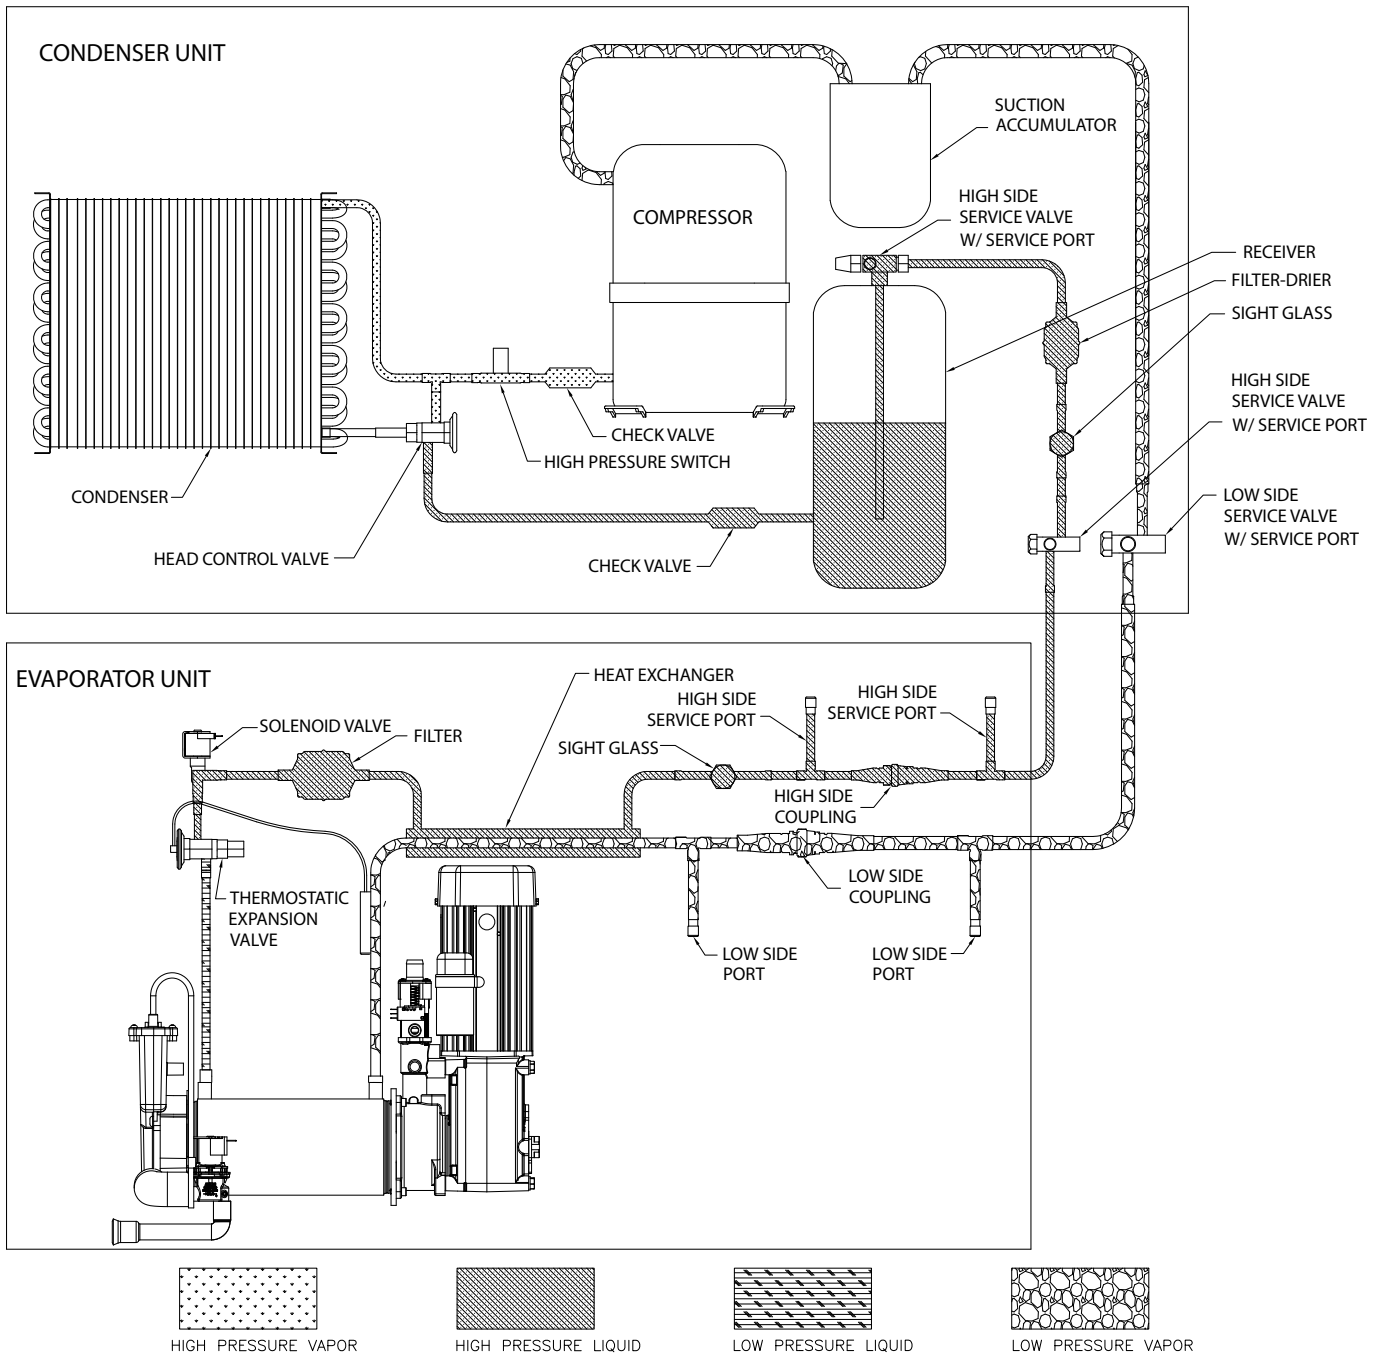 CONDENSER UNIT
SUCTION
ACCUMULATOR
HIGH SIDE
SERVICE VALVE
W/ SERVICE PORT
COMPRESSOR
RECEIVER
FILTER-DRIER
SIGHT GLASS
HIGH SIDE
SERVICE VALVE
W/ SERVICE PORT
CHECK VALVE
HIGH PRESSURE SWITCH
CONDENSER
LOW SIDE
SERVICE VALVE
W/ SERVICE PORT
HEAD CONTROL VALVE
CHECK VALVE
EVAPORATOR UNIT
HEAT EXCHANGER
HIGH SIDE
SERVICE PORT
HIGH SIDE
SERVICE PORT
SOLENOID VALVE
FILTER
SIGHT GLASS
HIGH SIDE
COUPLING
THERMOSTATIC
EXPANSION
VALVE
LOW SIDE
COUPLING
LOW SIDE
PORT
LOW SIDE
PORT
HIGH PRESSURE VAPOR
HIGH PRESSURE LIQUID
LOW PRESSURE LIQUID
LOW PRESSURE VAPOR